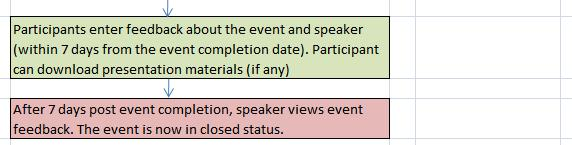 Participants enter feedback about the event and speaker
(within 7 days from the event completion date). Participant
can download presentation materials (if any)
After 7 days post event completion, speaker views event
feedback. The event is now in closed status.